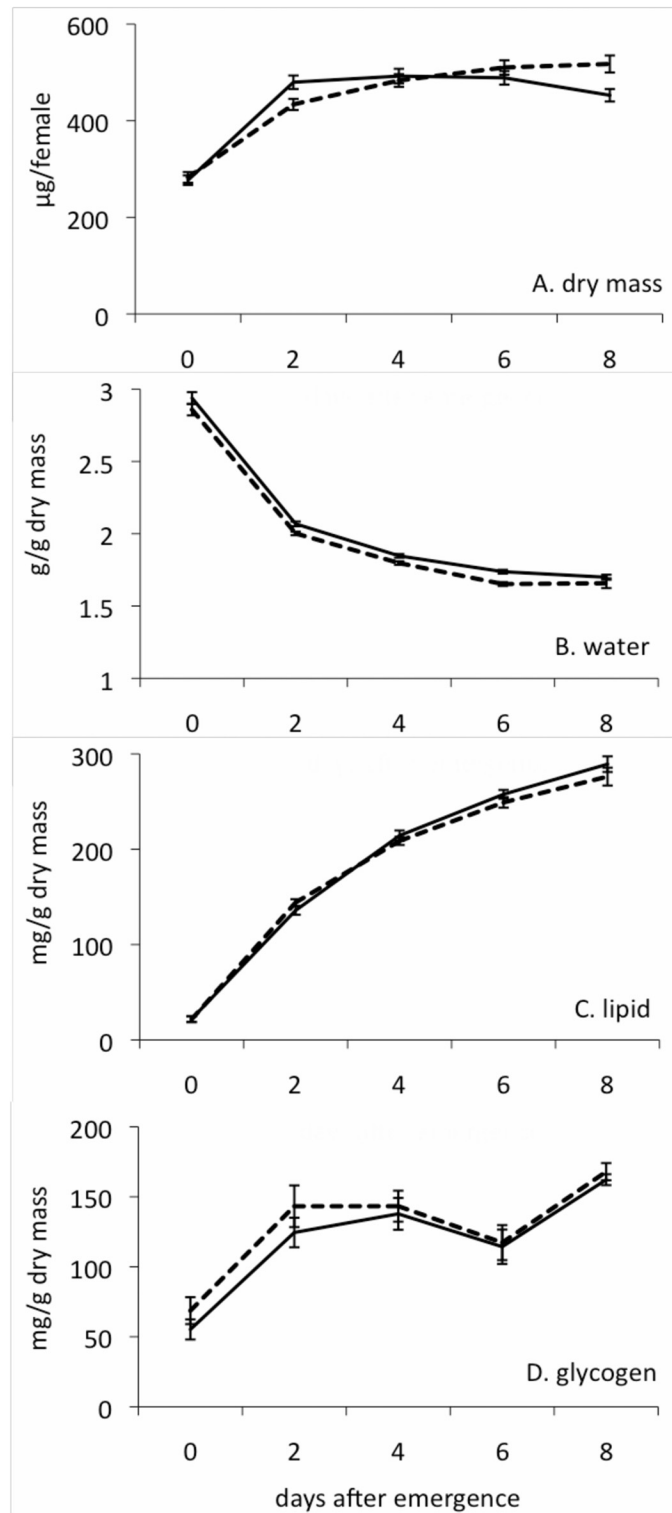 600
400
200
0
µg/female
A. dry mass
0 2 4 6 8
3
2.5
2
1.5
1
g/g dry mass
B. water
0 2 4 6 8
300
200
100
0
mg/g dry mass
C. lipid
0 2 4 6 8
200
150
100
50
0
mg/g dry mass
D. glycogen
0 2 4 6 8
days after emergence